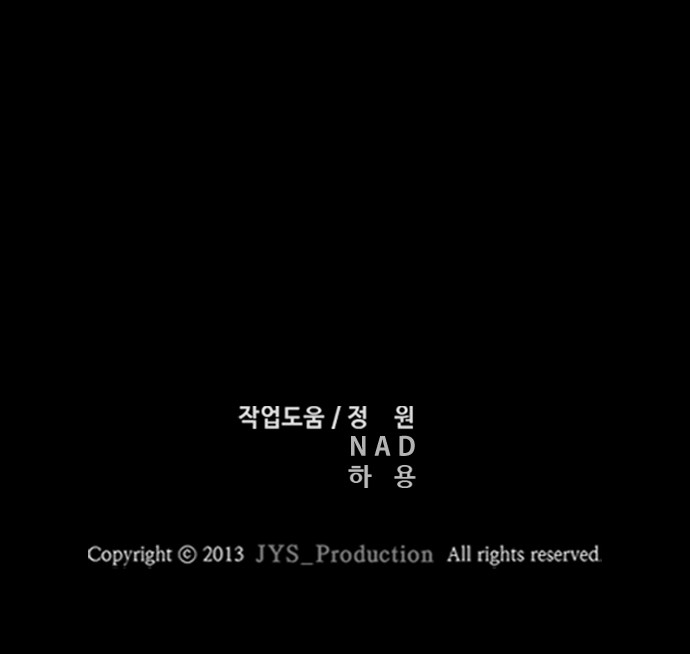 작업도움 / 정 원
N A D
하 용
Copyright ⓒ 2013 JYS_Production All rights reserved.